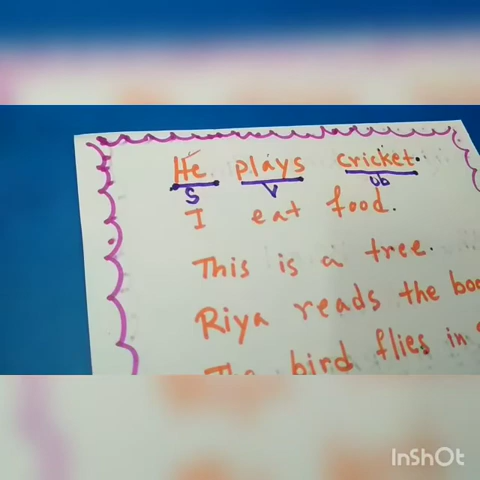 He plays cricket.
S V Ob
I eat food.
This is a tree.
Riya reads the
bird flies in
InShOt